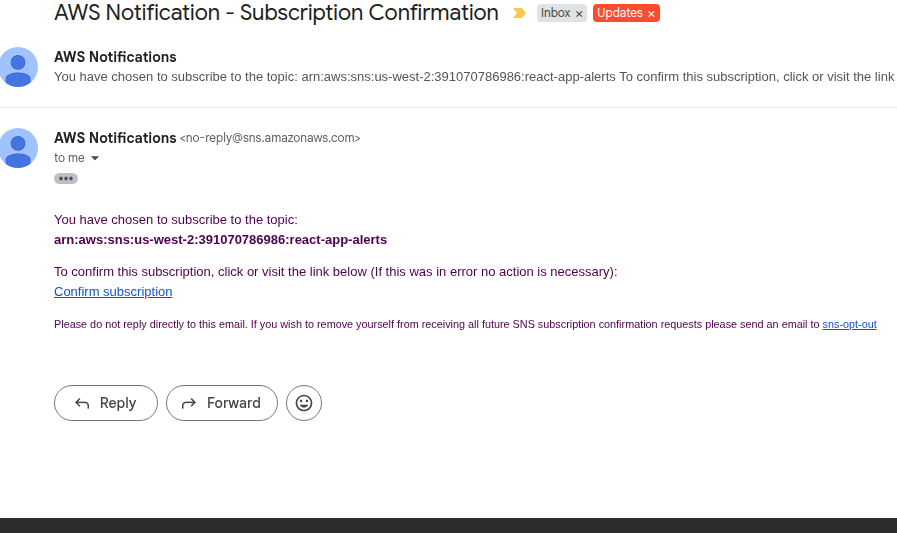 AWS Notification - Subscription Confirmation Inbox × Updates ×
AWS Notifications
You have chosen to subscribe to the topic: arn:aws:sns:us-west-2:391070786986:react-app-alerts To confirm this subscription, click or visit the link
AWS Notifications <no-reply@sns.amazonaws.com>
to me
You have chosen to subscribe to the topic:
arn:aws:sns:us-west-2:391070786986:react-app-alerts
To confirm this subscription, click or visit the link below (If this was in error no action is necessary):
Confirm subscription
Please do not reply directly to this email. If you wish to remove yourself from receiving all future SNS subscription confirmation requests please send an email to sns-opt-out
Reply Forward